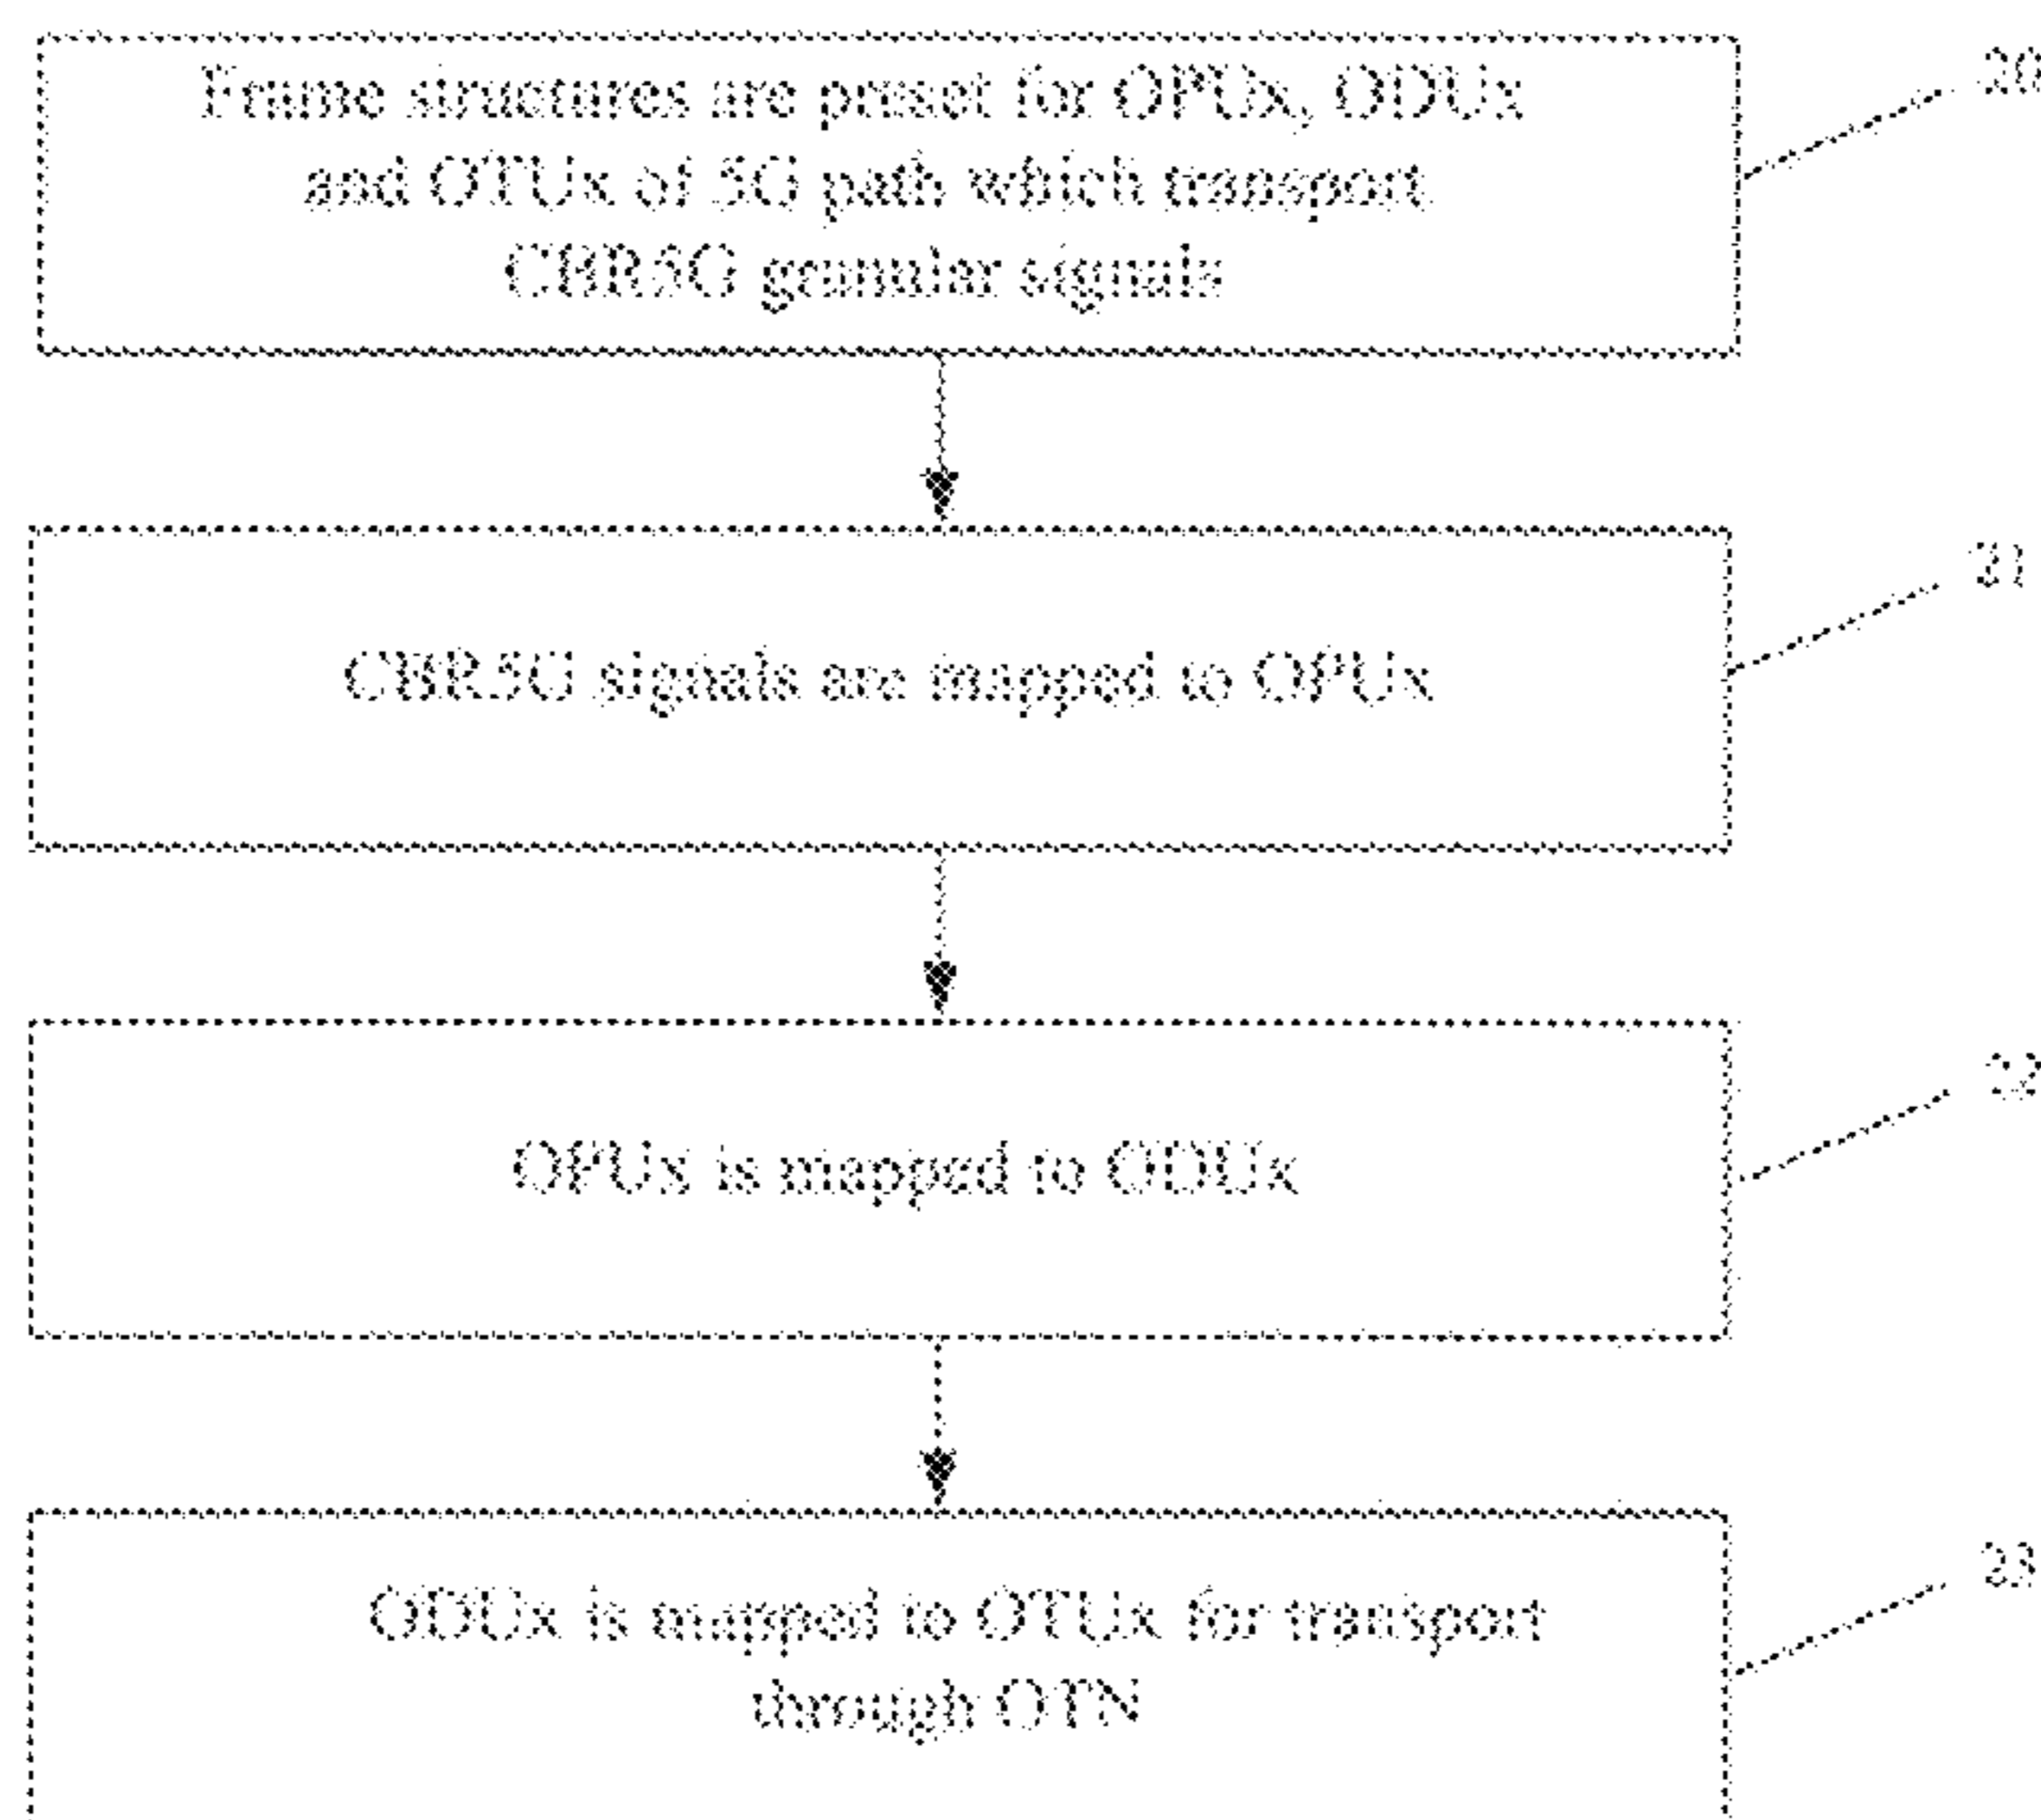 Frame structures are preset for OPUx, ODUx
and OTUx of 5G path which transport
CBR5G granular signals
20
CBR5G signals are mapped to OPUx
21
OPUx is mapped to ODUx
22
ODUx is mapped to OTUx for transport
through OTN
23